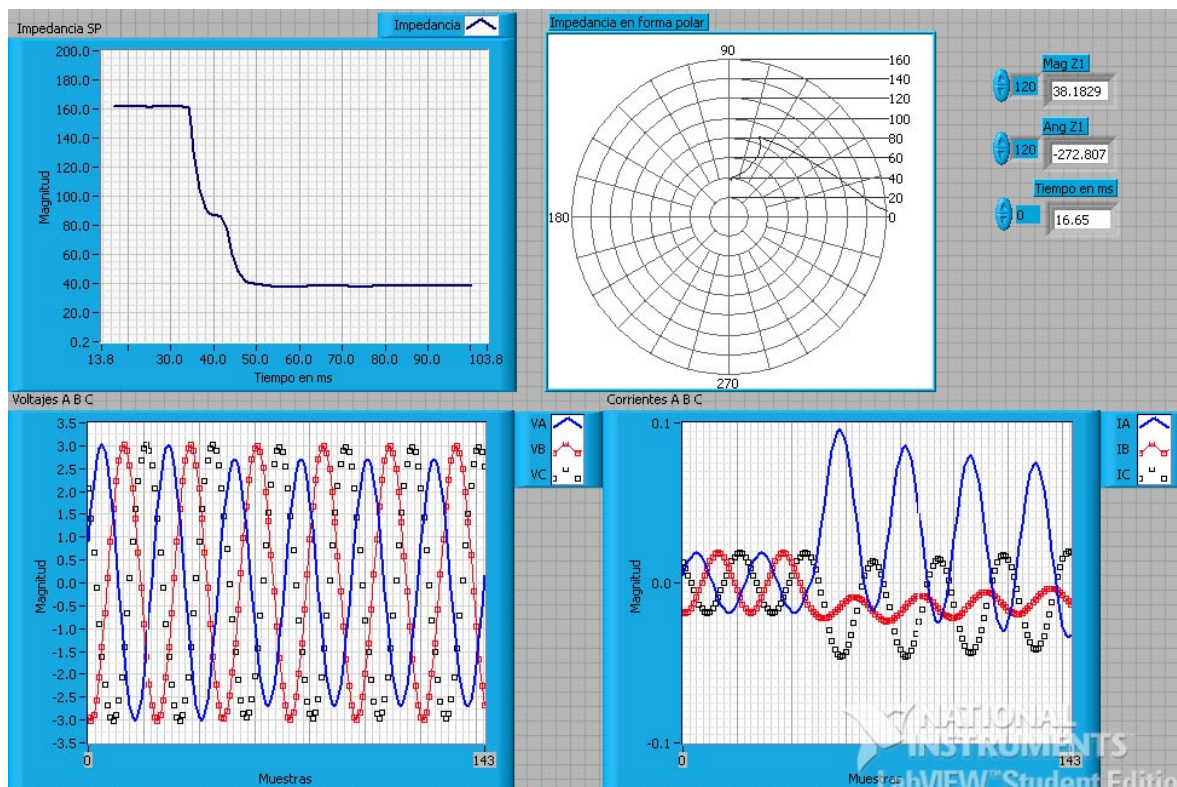 Impedancia SP
Impedancia
200.0
180.0
160.0
140.0
120.0
100.0
80.0
60.0
40.0
20.0
0.2
Magnitud
13.8
30.0
40.0
50.0
60.0
70.0
80.0
90.0
103.8
Tiempo en ms
Impedancia en forma polar
90
160
140
120
100
80
60
40
20
0
180
270
Mag Z1
120
38.1829
Ang Z1
120
-272.807
Tiempo en ms
0
16.65
Voltajes A B C
VA
VB
VC
3.5
3.0
2.5
2.0
1.5
1.0
0.5
0.0
-0.5
-1.0
-1.5
-2.0
-2.5
-3.0
-3.5
Magnitud
0
143
Muestras
Corrientes A B C
IA
IB
IC
0.1
0.0
-0.1
Magnitud
0
143
Muestras
NATIONAL
INSTRUMENTS
LabVIEW™ Student Edition